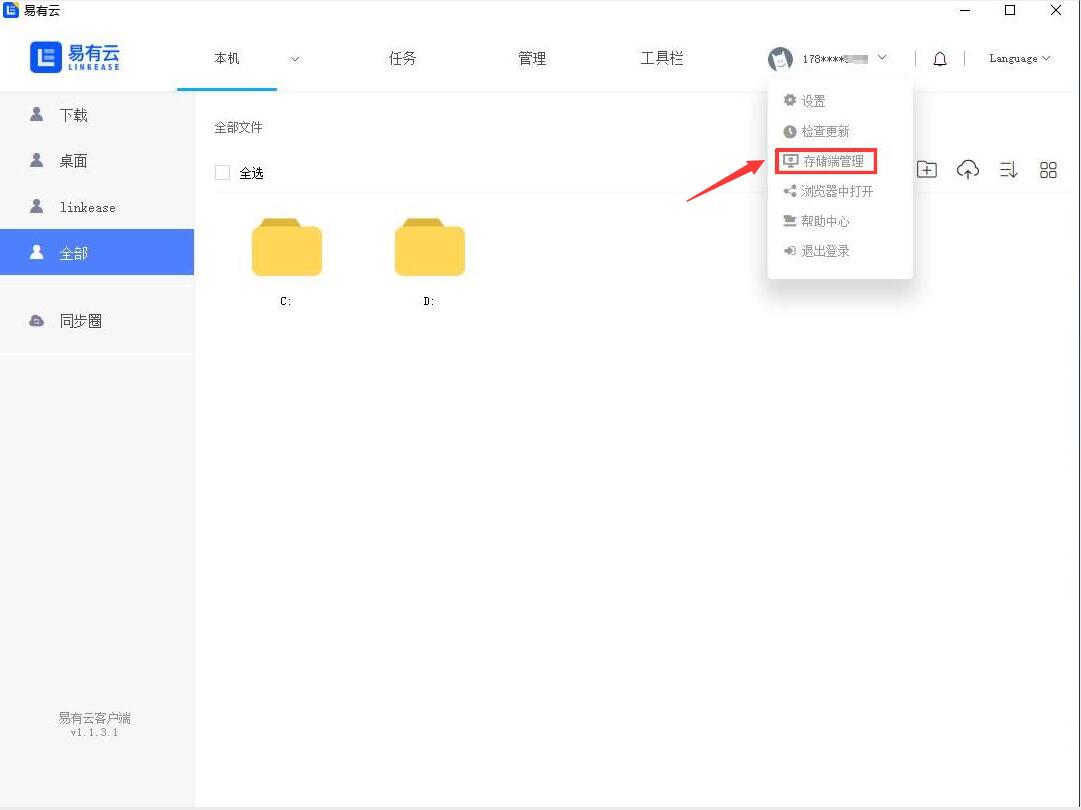 易有云
易有云
LINKEASE
本机
任务
管理
工具栏
178****
Language
设置
检查更新
存储端管理
浏览器中打开
帮助中心
退出登录
下载
桌面
linkease
全部
同步圈
全部文件
全选
C:
D:
易有云客户端
v1.1.3.1